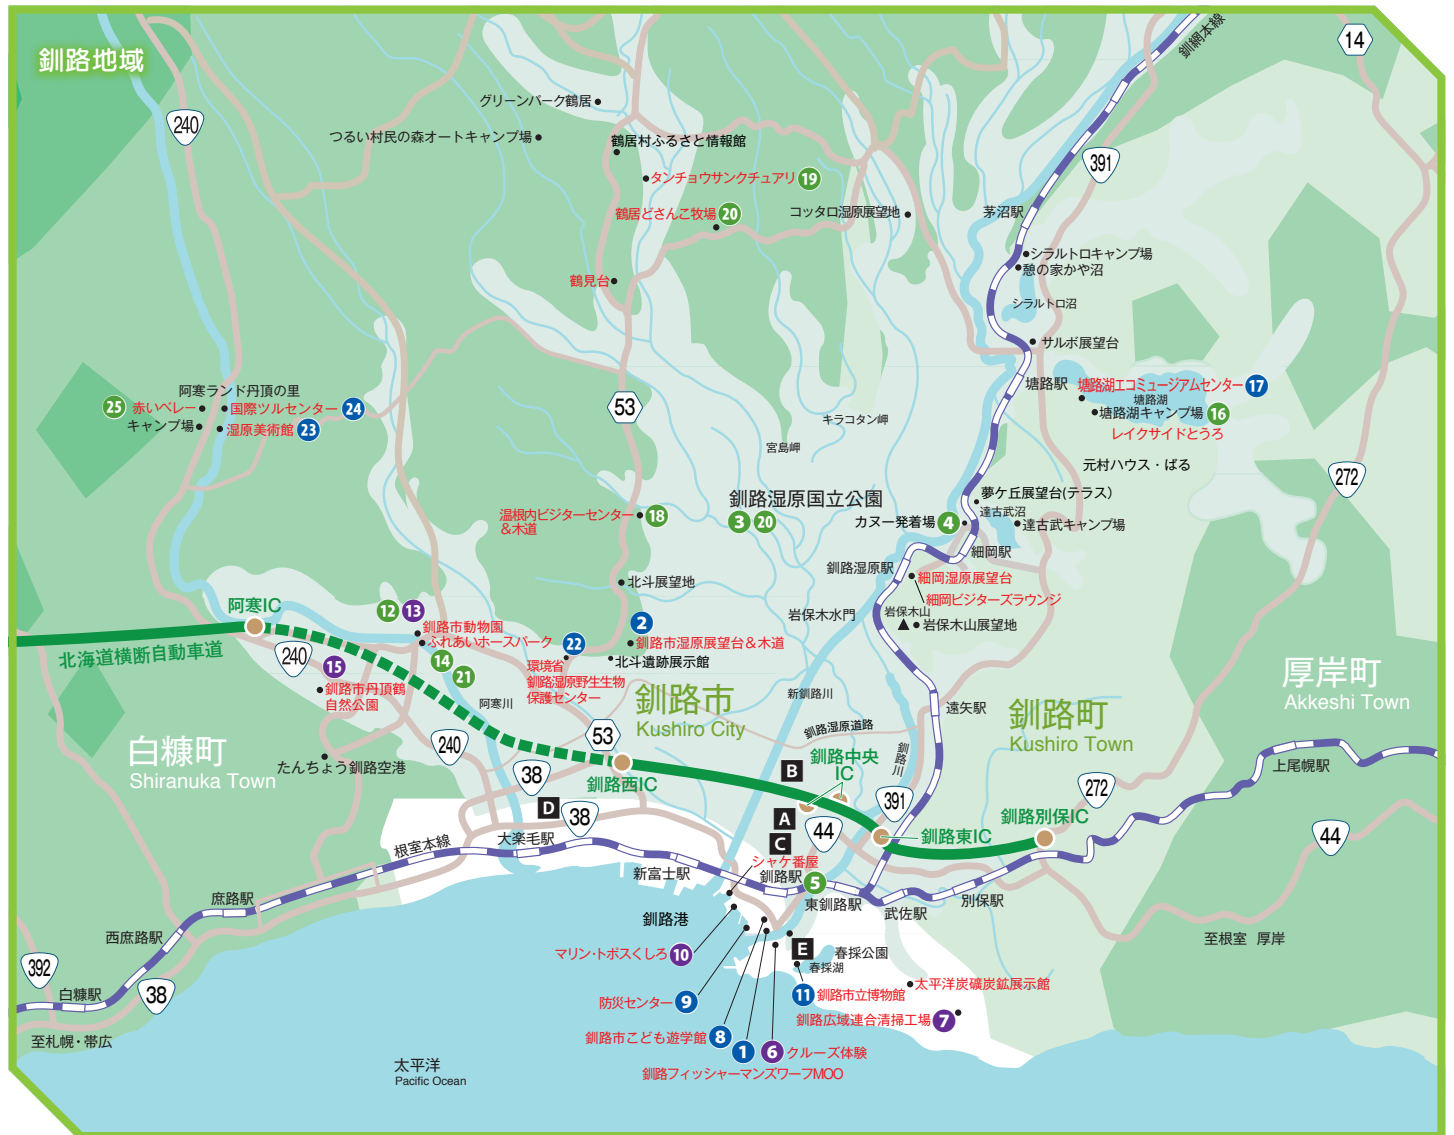 釧路地域
14
釧網本線
240
グリーンパーク鶴居
つるい村民の森オートキャンプ場
鶴居村ふるさと情報館
391
タンチョウサンクチュアリ 19
鶴居どさんこ牧場 20
コッタロ湿原展望地
茅沼駅
シラルトロキャンプ場
憩の家かや沼
鶴見台
シラルトロ沼
サルボ展望台
塘路駅
塘路湖エコミュージアムセンター 17
塘路湖
塘路湖キャンプ場 16
レイクサイドとうろ
阿寒ランド丹頂の里
25 赤いベレー
国際ツルセンター 24
キャンプ場
湿原美術館 23
53
キラコタン岬
宮島岬
元村ハウス・ぱる
272
釧路湿原国立公園
3 20
夢ケ丘展望台(テラス)
達古武沼
カヌー発着場 4
達古武キャンプ場
温根内ビジターセンター 18
&木道
細岡駅
釧路湿原駅
細岡湿原展望台
細岡ビジターズラウンジ
北斗展望地
岩保木水門
岩保木山
岩保木山展望地
阿寒IC
12 13
釧路市動物園
ふれあいホースパーク
2
釧路市湿原展望台&木道
22
北斗遺跡展示館
環境省
釧路湿原野生生物
保護センター
北海道横断自動車道
240
14
21
15
釧路市丹頂鶴
自然公園
阿寒川
釧路市
Kushiro City
新釧路川
遠矢駅
釧路町
Kushiro Town
厚岸町
Akkeshi Town
釧路湿原道路
釧路川
白糠町
Shiranuka Town
たんちょう釧路空港
240
53
38
釧路西IC
B
釧路中央
IC
上尾幌駅
272
391
釧路別保IC
D
38
A
44
釧路東IC
44
C
根室本線
大楽毛駅
新富士駅
シャケ番屋
釧路駅
5
東釧路駅
武佐駅
別保駅
庶路駅
西庶路駅
釧路港
至根室 厚岸
マリン・トポスくしろ 10
E
春採公園
春採湖
392
白糠駅
38
防災センター 9
11 釧路市立博物館
太平洋炭礦炭鉱展示館
釧路広域連合清掃工場 7
至札幌・帯広
釧路市こども遊学館 8
1
6 クルーズ体験
釧路フィッシャーマンズワーフMOO
太平洋
Pacific Ocean